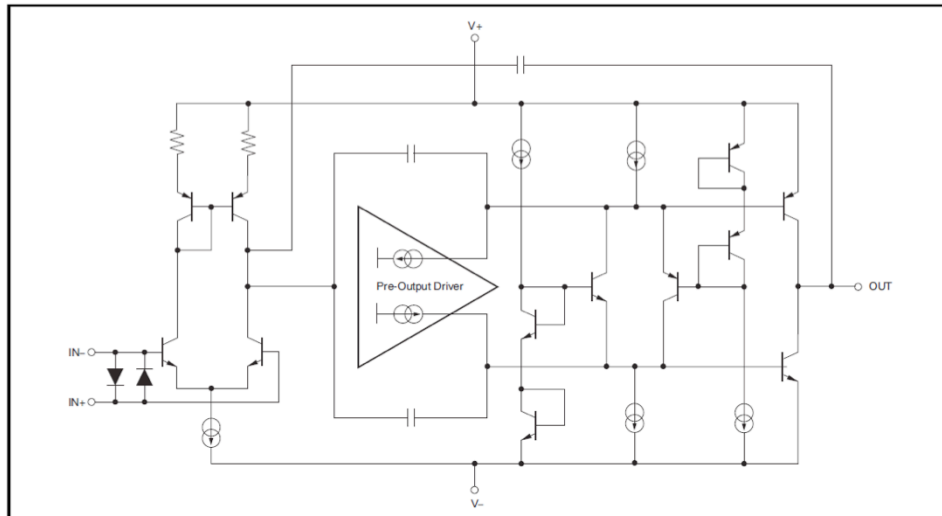 V+
Pre-Output Driver
OUT
IN–
IN+
V–